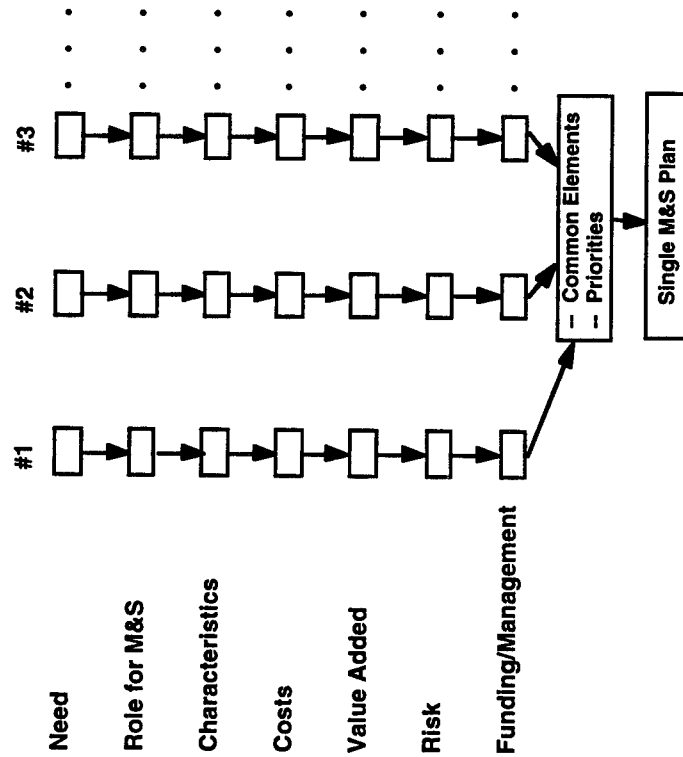 #1
#2
#3
Need
Role for M&S
Characteristics
Costs
Value Added
Risk
Funding/Management
-- Common Elements
-- Priorities
Single M&S Plan